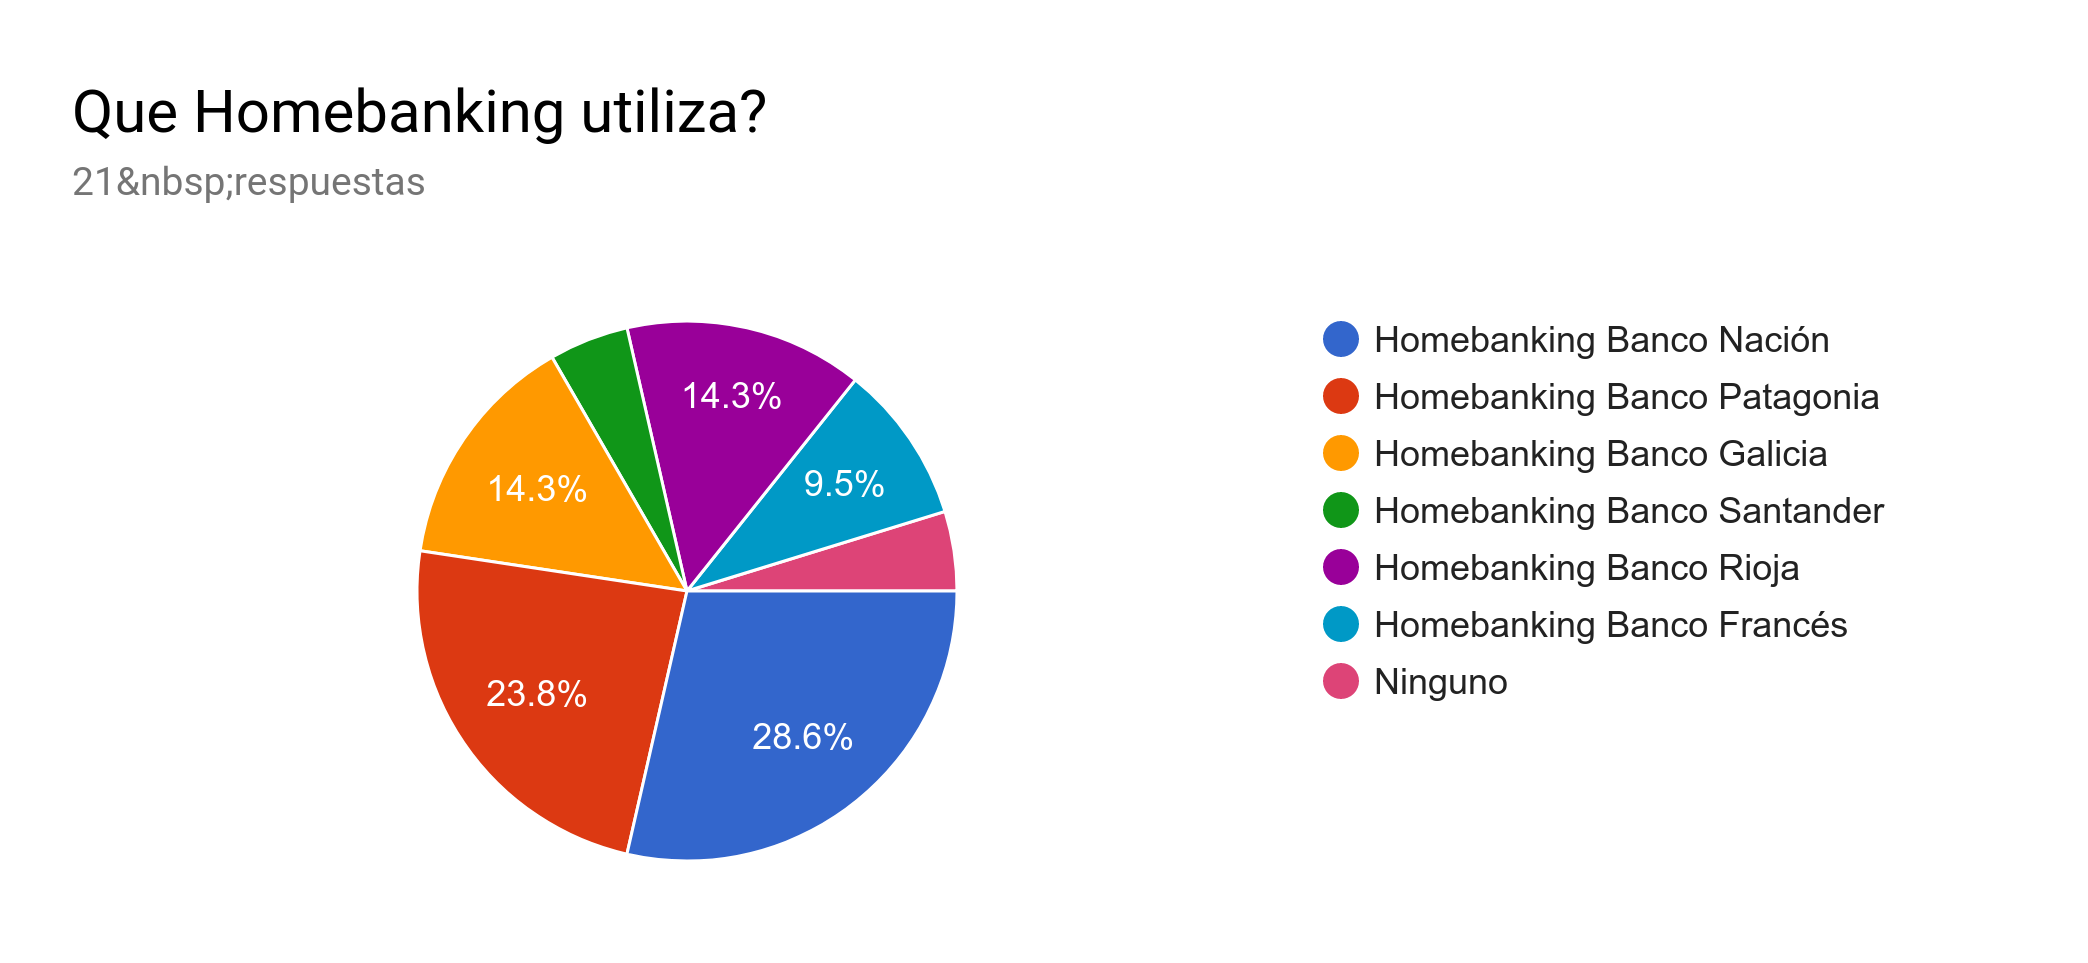 Que Homebanking utiliza?
21&nbsp;respuestas
14.3%
9.5%
14.3%
23.8%
28.6%
Homebanking Banco Nación
Homebanking Banco Patagonia
Homebanking Banco Galicia
Homebanking Banco Santander
Homebanking Banco Rioja
Homebanking Banco Francés
Ninguno